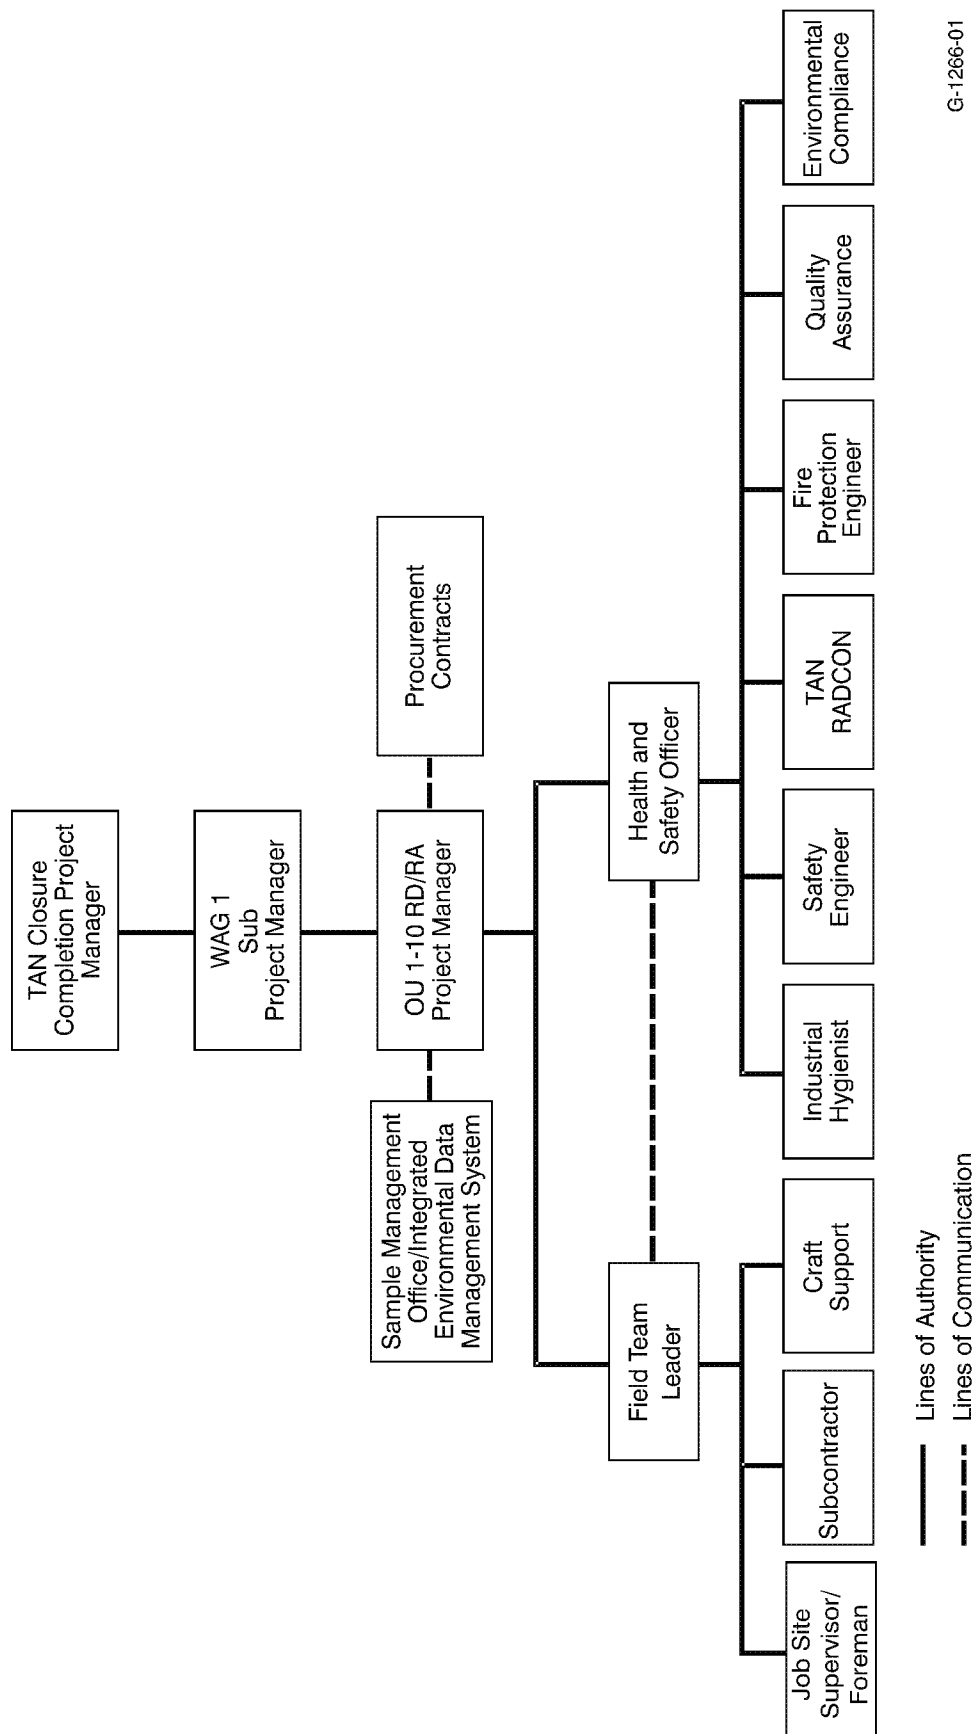 TAN Closure
Completion Project
Manager
WAG 1
Sub
Project Manager
Sample Management
Office/Integrated
Environmental Data
Management System
OU 1-10 RD/RA
Project Manager
Procurement
Contracts
Field Team
Leader
Health and
Safety Officer
Job Site
Supervisor/
Foreman
Subcontractor
Craft
Support
Industrial
Hygienist
Safety
Engineer
TAN
RADCON
Fire
Protection
Engineer
Quality
Assurance
Environmental
Compliance
Lines of Authority
Lines of Communication
G-1266-01